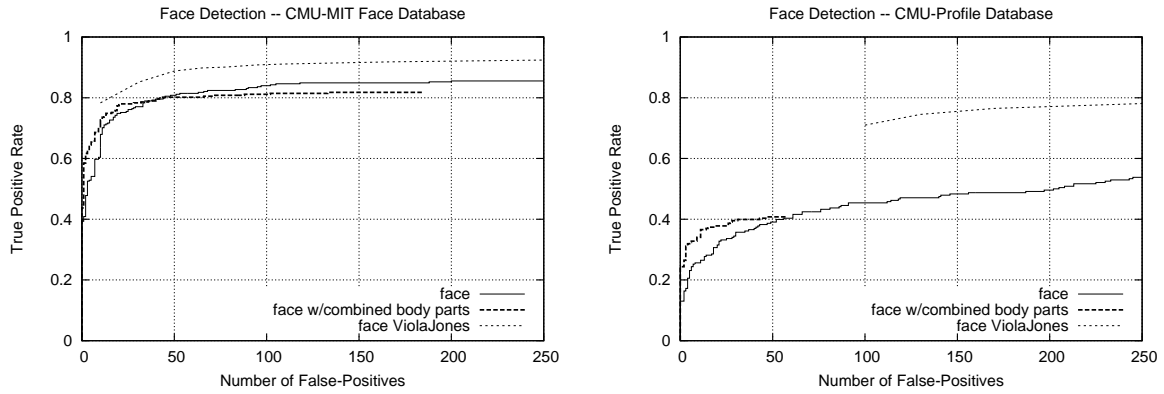 Face Detection -- CMU-MIT Face Database
True Positive Rate
1
0.8
0.6
0.4
0.2
0
face
face w/combined body parts
face ViolaJones
0 50 100 150 200 250
Number of False-Positives
Face Detection -- CMU-Profile Database
True Positive Rate
1
0.8
0.6
0.4
0.2
0
face
face w/combined body parts
face ViolaJones
0 50 100 150 200 250
Number of False-Positives